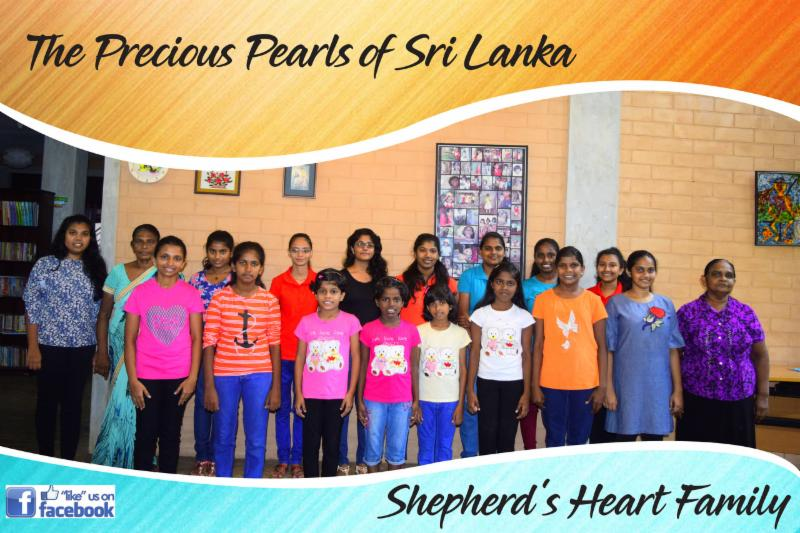 The Precious Pearls of Sri Lanka
"like" us on
facebook
Shepherd's Heart Family